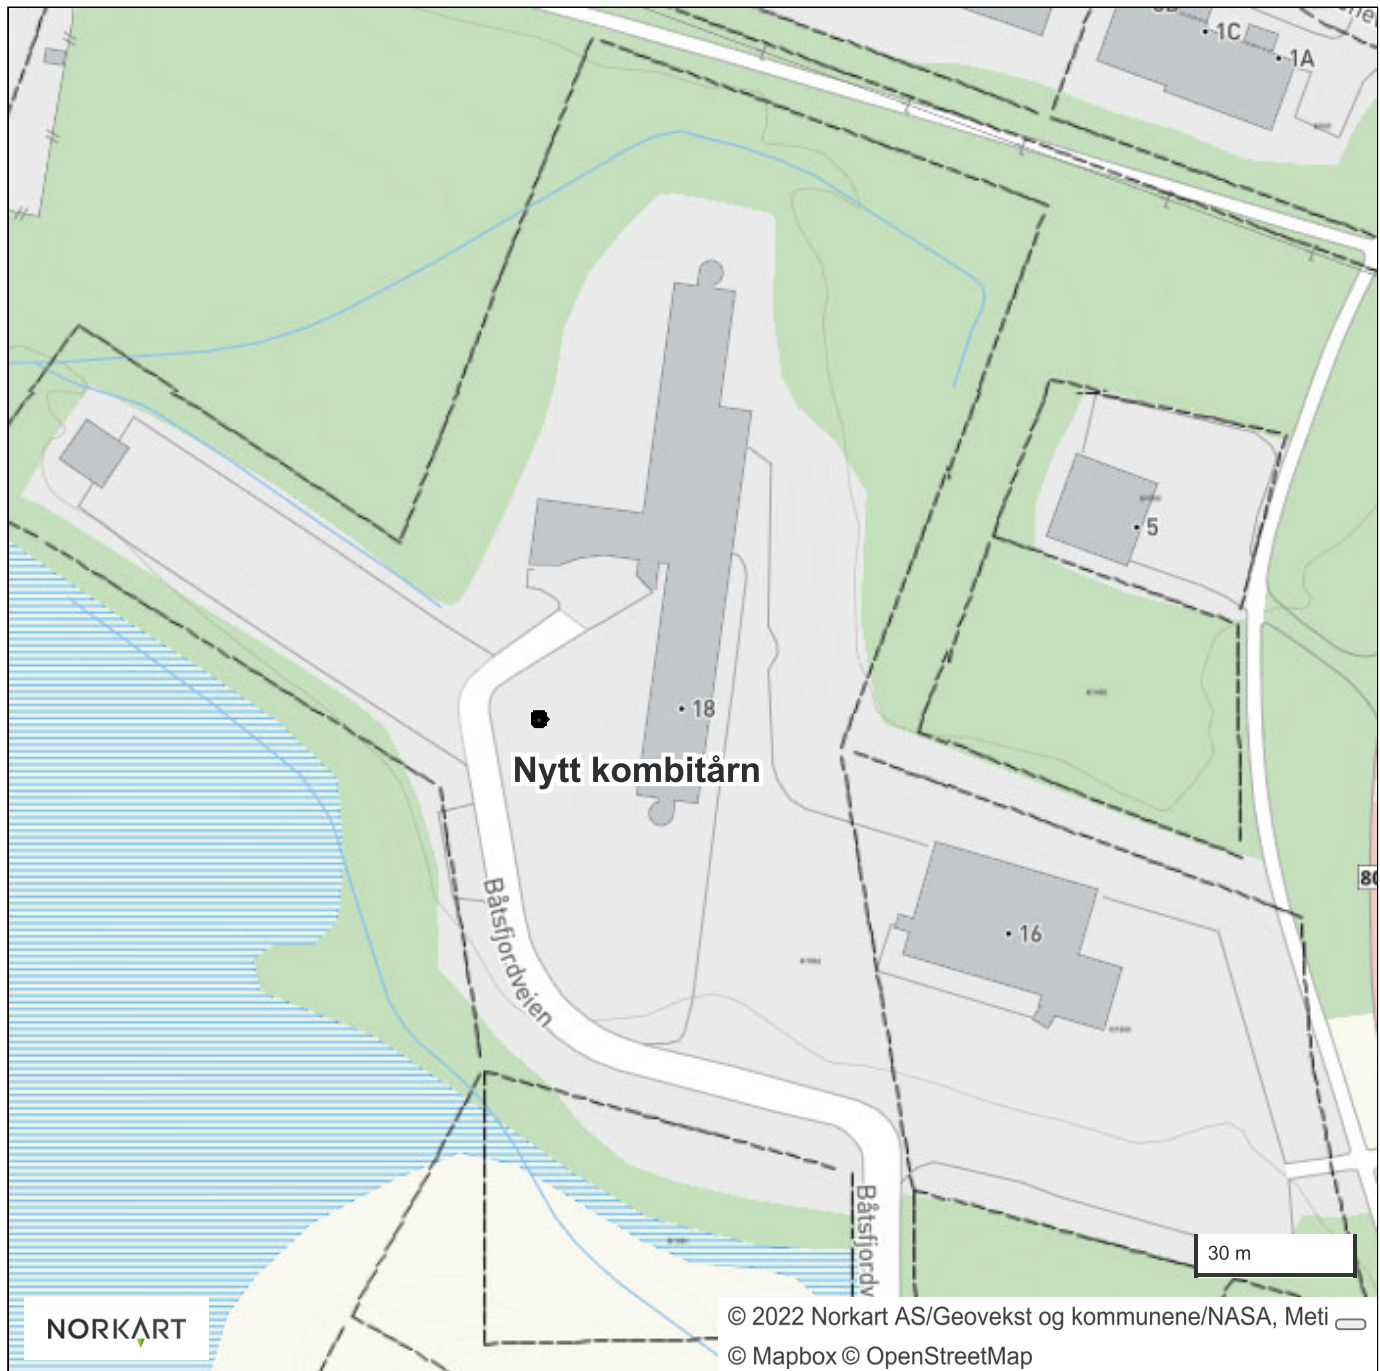 1C
1A
5
18
Nytt kombitårn
16
80
Båtsfjordveien
Båtsfjordv
30 m
NORKART
© 2022 Norkart AS/Geovekst og kommunene/NASA, Meti
© Mapbox © OpenStreetMap